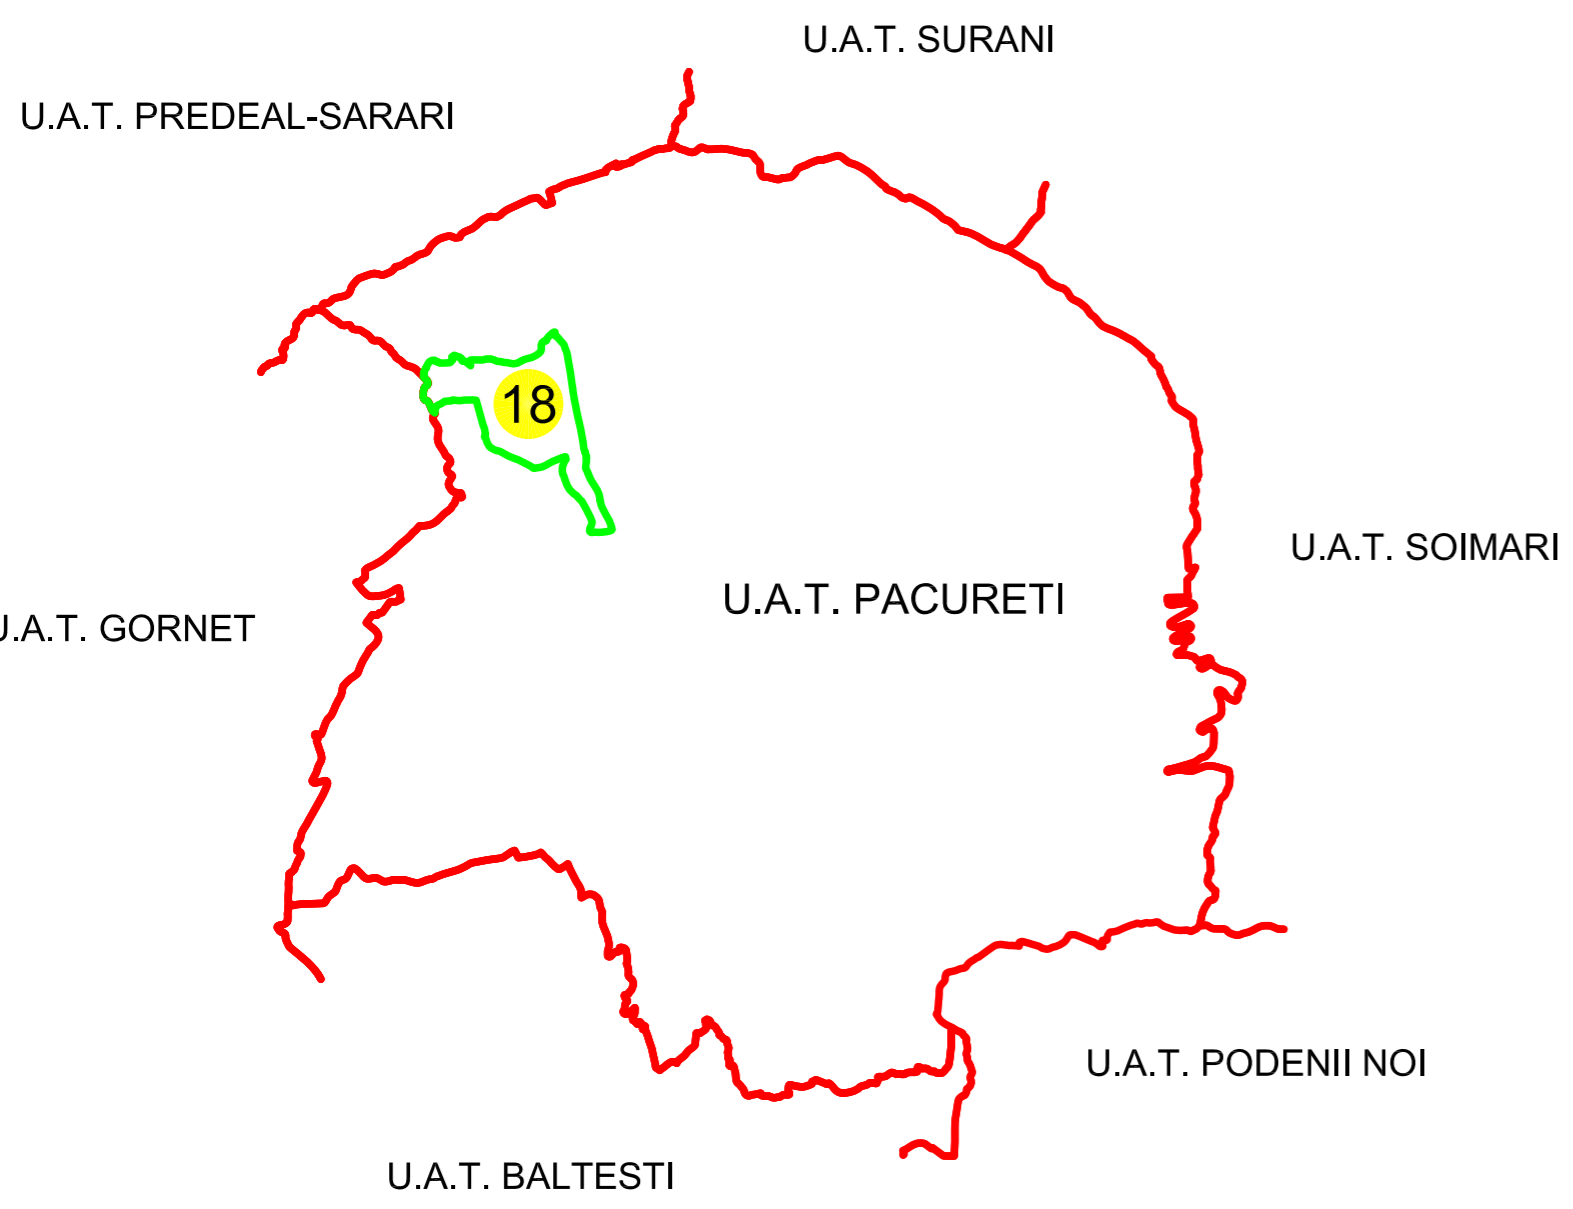 U.A.T. SURANI
U.A.T. PREDEAL-SARARI
18
U.A.T. SOIMARI
U.A.T. PACURETI
U.A.T. GORNET
U.A.T. PODENII NOI
U.A.T. BALTESTI